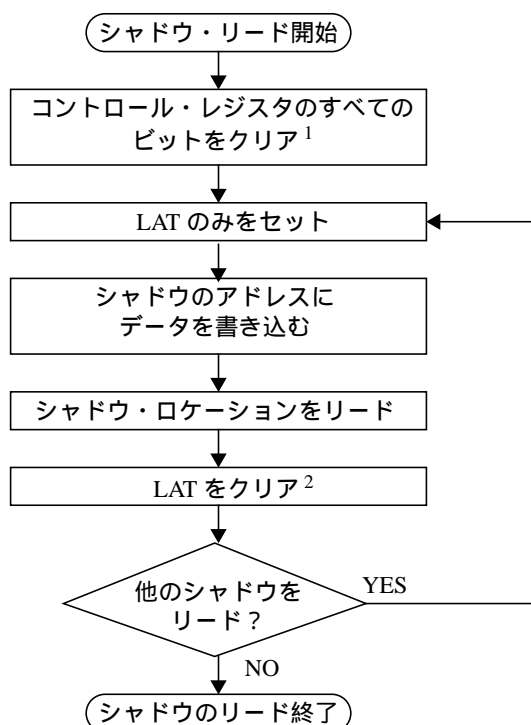 シャドウ・リード開始
コントロール・レジスタのすべての
ビットをクリア 1
LAT のみをセット
シャドウのアドレスに
データを書き込む
シャドウ・ロケーションをリード
LAT をクリア 2
他のシャドウを
リード？
YES
NO
シャドウのリード終了